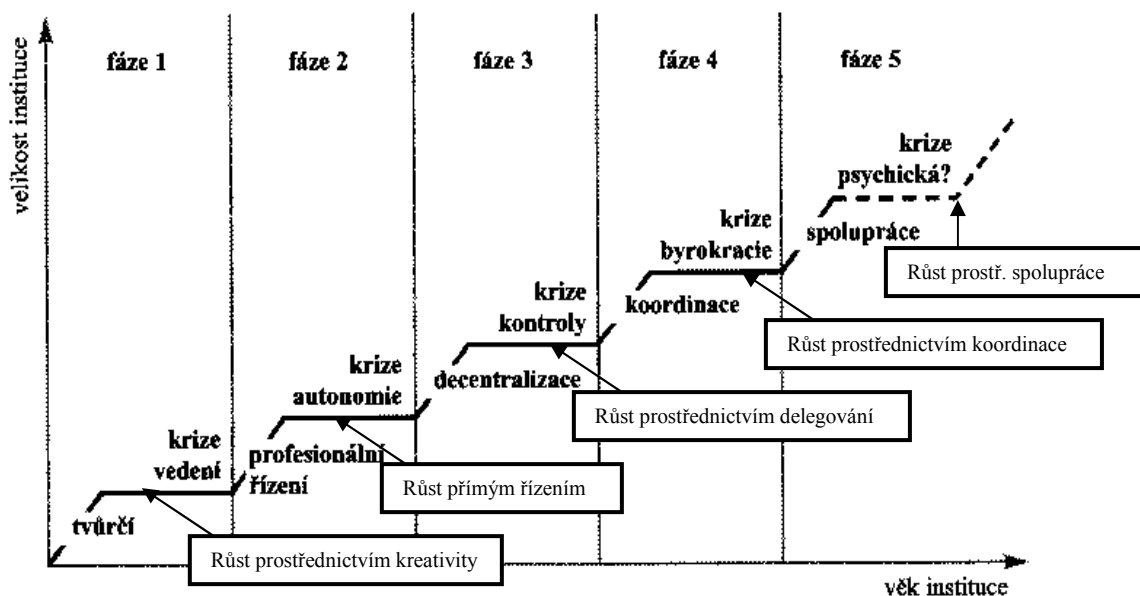 velikost instituce
fáze 1
fáze 2
fáze 3
fáze 4
fáze 5
krize
psychická?
spolupráce
Růst prostř. spolupráce
krize
byrokracie
koordinace
Růst prostřednictvím koordinace
krize
kontroly
decentralizace
Růst prostřednictvím delegování
krize
autonomie
profesionální
řízení
Růst přímým řízením
krize
vedení
tvůrčí
Růst prostřednictvím kreativity
věk instituce